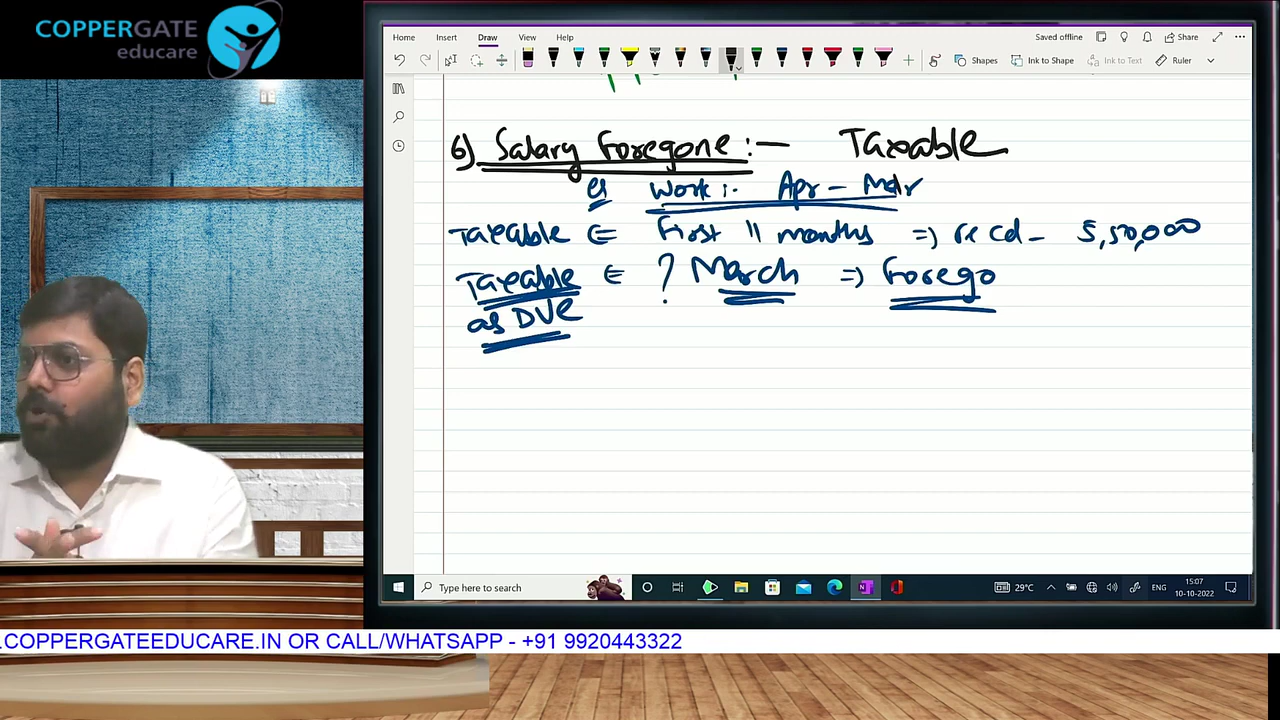 COPPERGATE
educare
Home Insert Draw View Help
Saved offline
Share
Shapes
Ink to Shape
Ink to Text
Ruler
6) Salary Foregone :- Taxable
eg Work :- Apr - Mar
Taxable ⇐ First 11 months ⇒ recd - 5,50,000
Taxable ⇐ ? March ⇒ Forego
as DUE
Type here to search
29°C
ENG
15:07
10-10-2022
.COPPERGATEEDUCARE.IN OR CALL/WHATSAPP - +91 9920443322